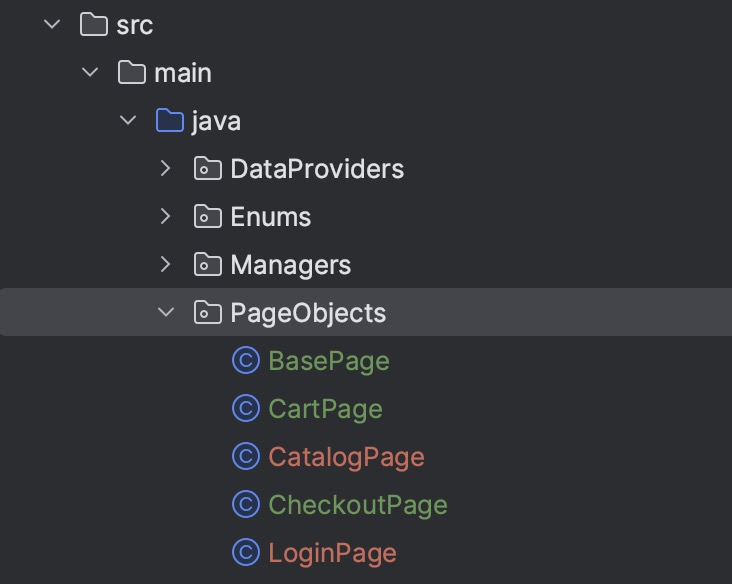 src
main
java
DataProviders
Enums
Managers
PageObjects
BasePage
CartPage
CatalogPage
CheckoutPage
LoginPage